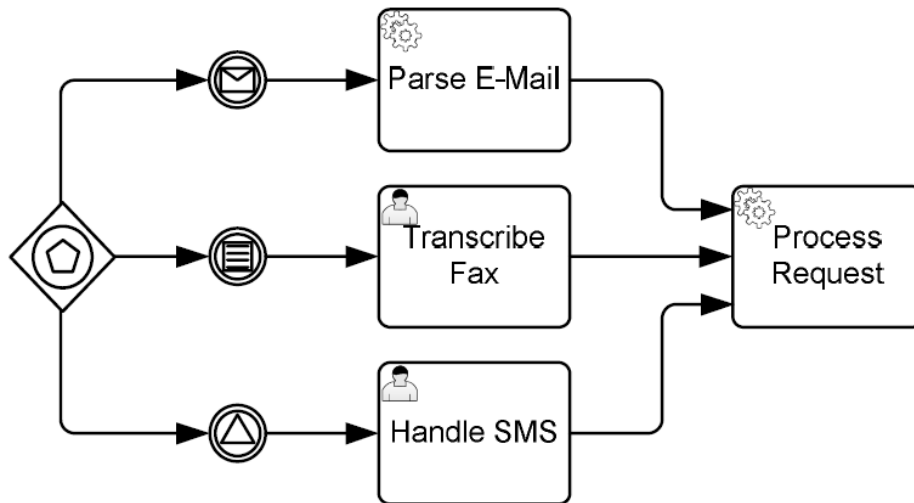 Parse E-Mail
Transcribe
Fax
Process
Request
Handle SMS